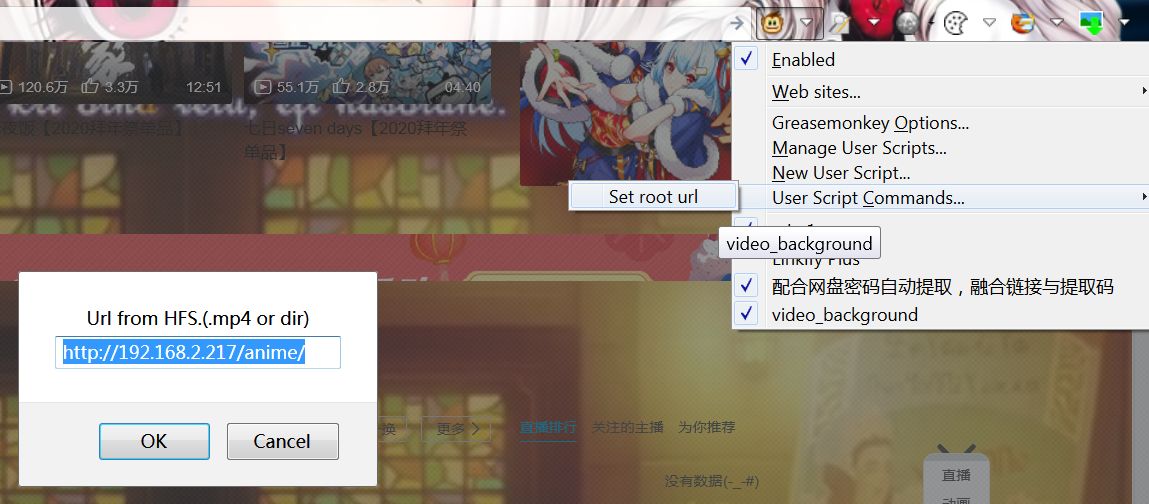 Enabled
Web sites...
Greasemonkey Options...
Manage User Scripts...
New User Script...
User Script Commands...
Set root url
video_background
Linkify Plus
配合网盘密码自动提取，融合链接与提取码
video_background
120.6万 3.3万 12:51
55.1万 2.8万 04:40
夜饭【2020拜年祭单品】
七日seven days【2020拜年祭
单品】
Url from HFS.(.mp4 or dir)
http://192.168.2.217/anime/
OK Cancel
换 更多 直播排行 关注的主播 为你推荐
没有数据(-_-#)
直播
动画